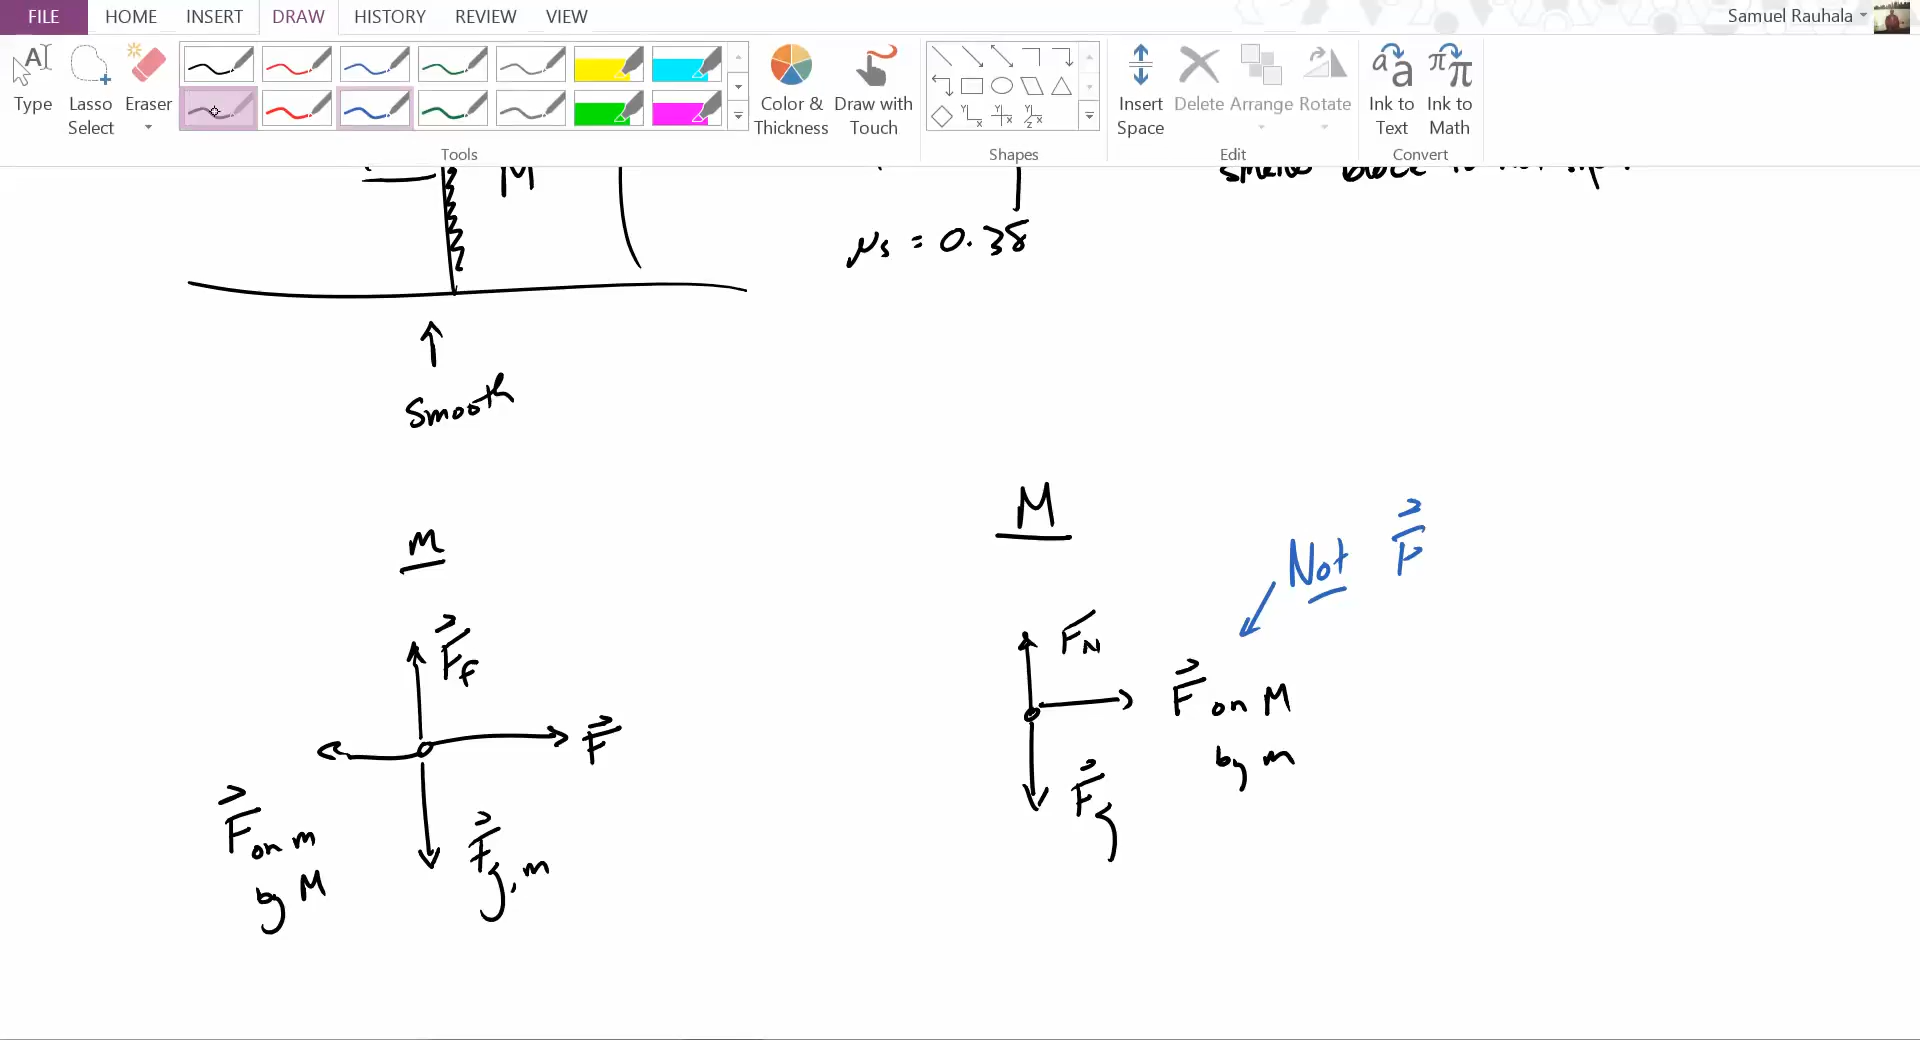 FILE HOME INSERT DRAW HISTORY REVIEW VIEW Samuel Rauhala
Type Lasso Select Eraser
Color & Thickness Draw with Touch
Insert Space Delete Arrange Rotate
Ink to Text Ink to Math
Tools Shapes Edit Convert
M
μs = 0.38
Smooth
M
Not F
m
Ff
FN
F on M
by m
F
Fg
F on m
by M
Fg,m